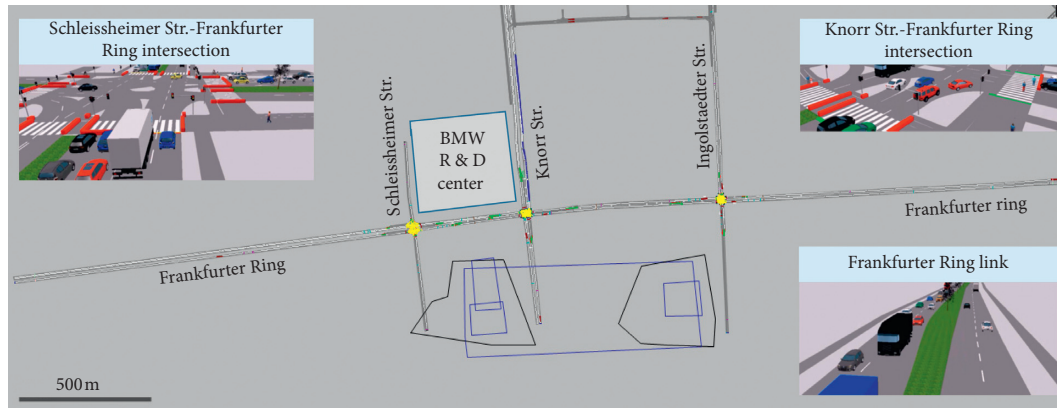 Schleissheimer Str.-Frankfurter
Ring intersection
Knorr Str.-Frankfurter Ring
intersection
Schleissheimer Str.
BMW
R & D
center
Knorr Str.
Ingolstaedter Str.
Frankfurter Ring
Frankfurter ring
Frankfurter Ring link
500 m